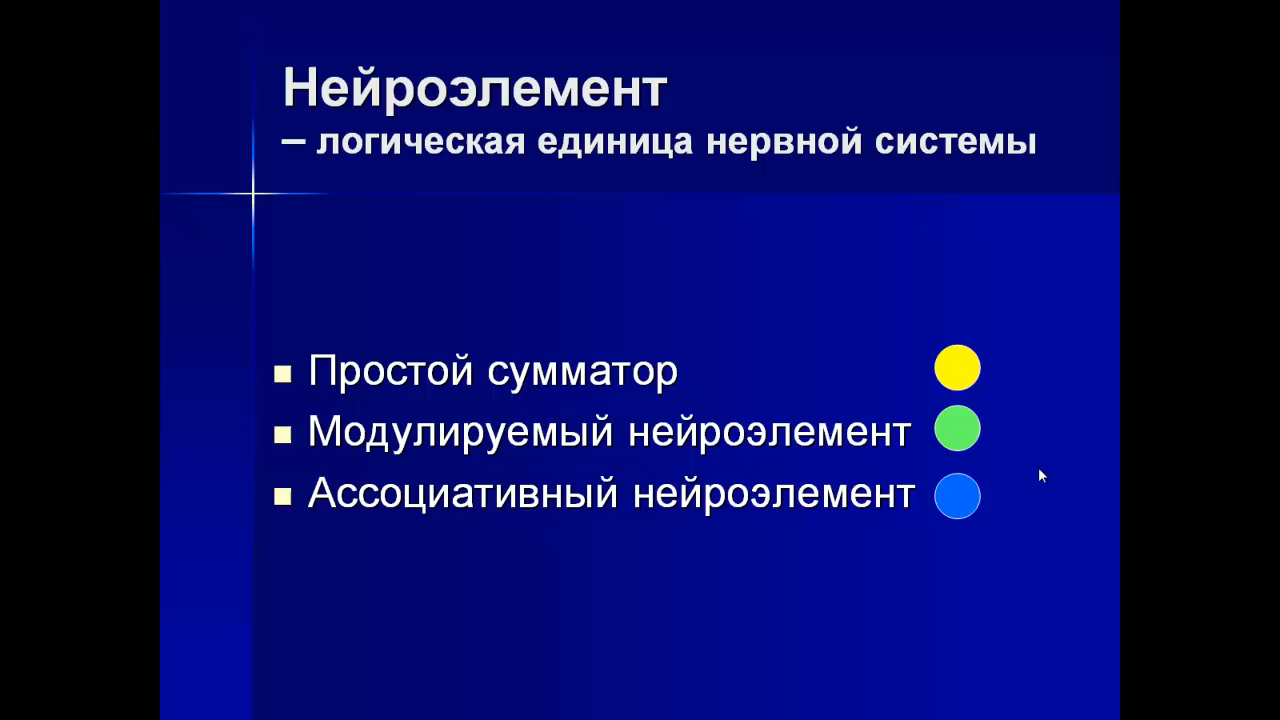 Нейроэлемент
– логическая единица нервной системы
Простой сумматор
Модулируемый нейроэлемент
Ассоциативный нейроэлемент